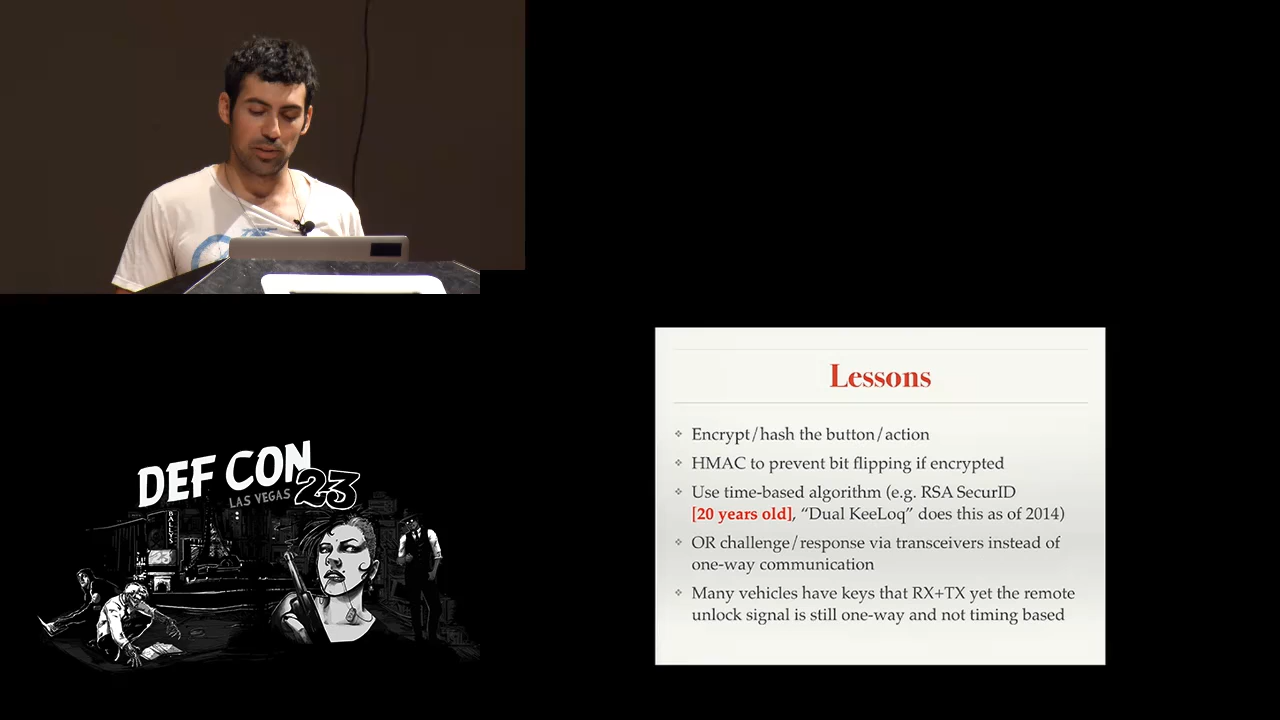 DEF CON
LAS VEGAS 23
BALLYS
Lessons
Encrypt/hash the button/action
HMAC to prevent bit flipping if encrypted
Use time-based algorithm (e.g. RSA SecurID
[20 years old], “Dual KeeLoq” does this as of 2014)
OR challenge/response via transceivers instead of
one-way communication
Many vehicles have keys that RX+TX yet the remote
unlock signal is still one-way and not timing based